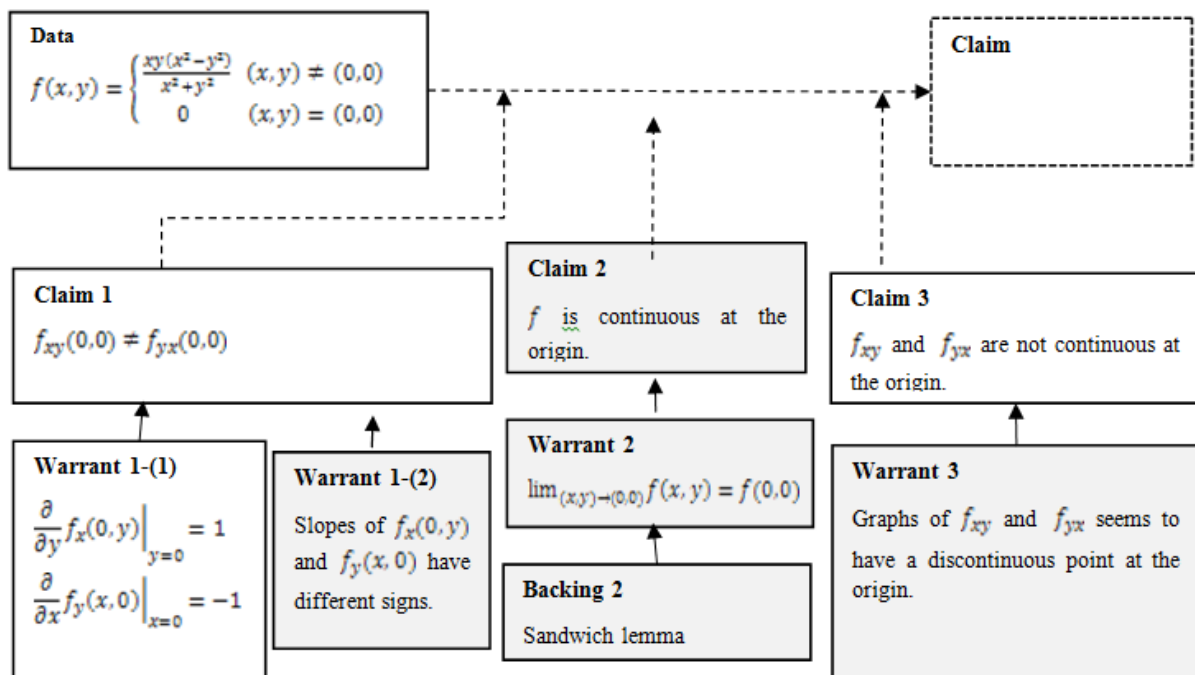 Data
f(x, y) = { xy(x² − y²) / x² + y² (x, y) ≠ (0,0)
0 (x, y) = (0,0)
Claim
Claim 1
f_xy(0,0) ≠ f_yx(0,0)
Claim 2
f is continuous at the
origin.
Claim 3
f_xy and f_yx are not continuous at
the origin.
Warrant 1-(1)
∂/∂y f_x(0, y)|_{y=0} = 1
∂/∂x f_y(x, 0)|_{x=0} = −1
Warrant 1-(2)
Slopes of f_x(0, y)
and f_y(x, 0) have
different signs.
Warrant 2
lim_{(x,y)→(0,0)} f(x, y) = f(0,0)
Backing 2
Sandwich lemma
Warrant 3
Graphs of f_xy and f_yx seems to
have a discontinuous point at the
origin.